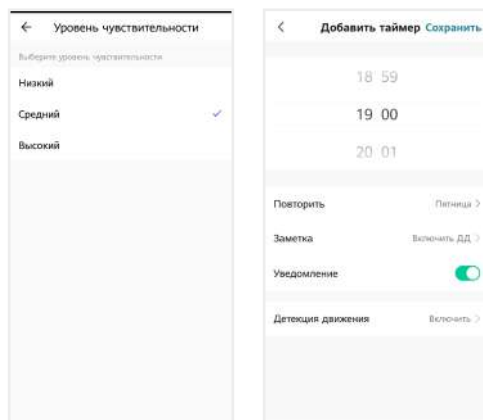 Уровень чувствительности
Выберите уровень чувствительности
Низкий
Средний
Высокий
Добавить таймер Сохранить
18 59
19 00
20 01
Повторить Пятница
Заметка Включить ДД
Уведомление
Детекция движения Включить